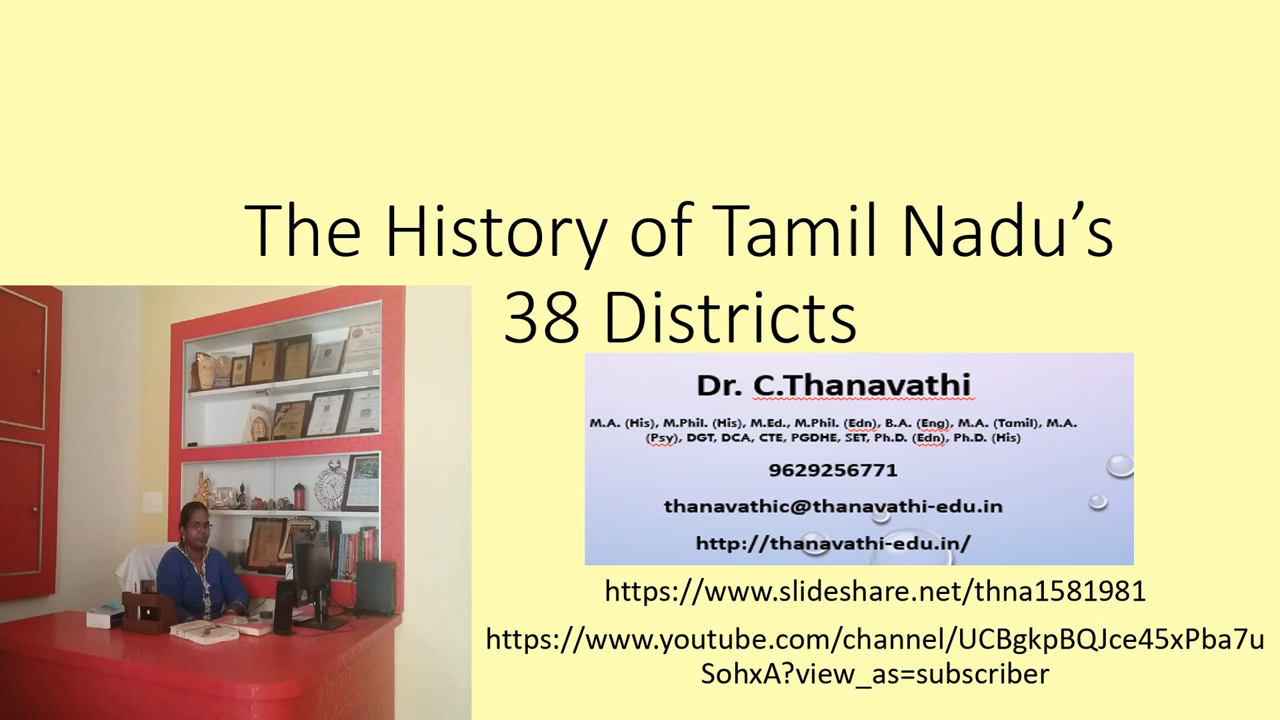 The History of Tamil Nadu’s
38 Districts
Dr. C.Thanavathi
M.A. (His), M.Phil. (His), M.Ed., M.Phil. (Edn), B.A. (Eng), M.A. (Tamil), M.A.
(Psy), DGT, DCA, CTE, PGDHE, SET, Ph.D. (Edn), Ph.D. (His)
9629256771
thanavathic@thanavathi-edu.in
http://thanavathi-edu.in/
https://www.slideshare.net/thna1581981
https://www.youtube.com/channel/UCBgkpBQJce45xPba7u
SohxA?view_as=subscriber